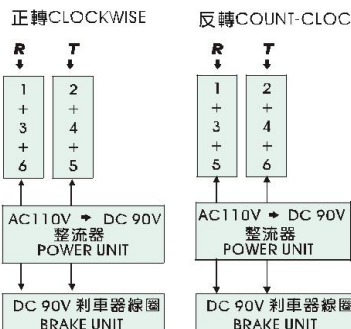 正轉CLOCKWISE
R T
1 2
+ +
3 4
+ +
6 5
AC110V → DC 90V
整流器
POWER UNIT
DC 90V 剎車器線圈
BRAKE UNIT
反轉COUNT-CLOC
R T
1 2
+ +
3 4
+ +
5 6
AC110V → DC 90V
整流器
POWER UNIT
DC 90V 剎車器線圈
BRAKE UNIT